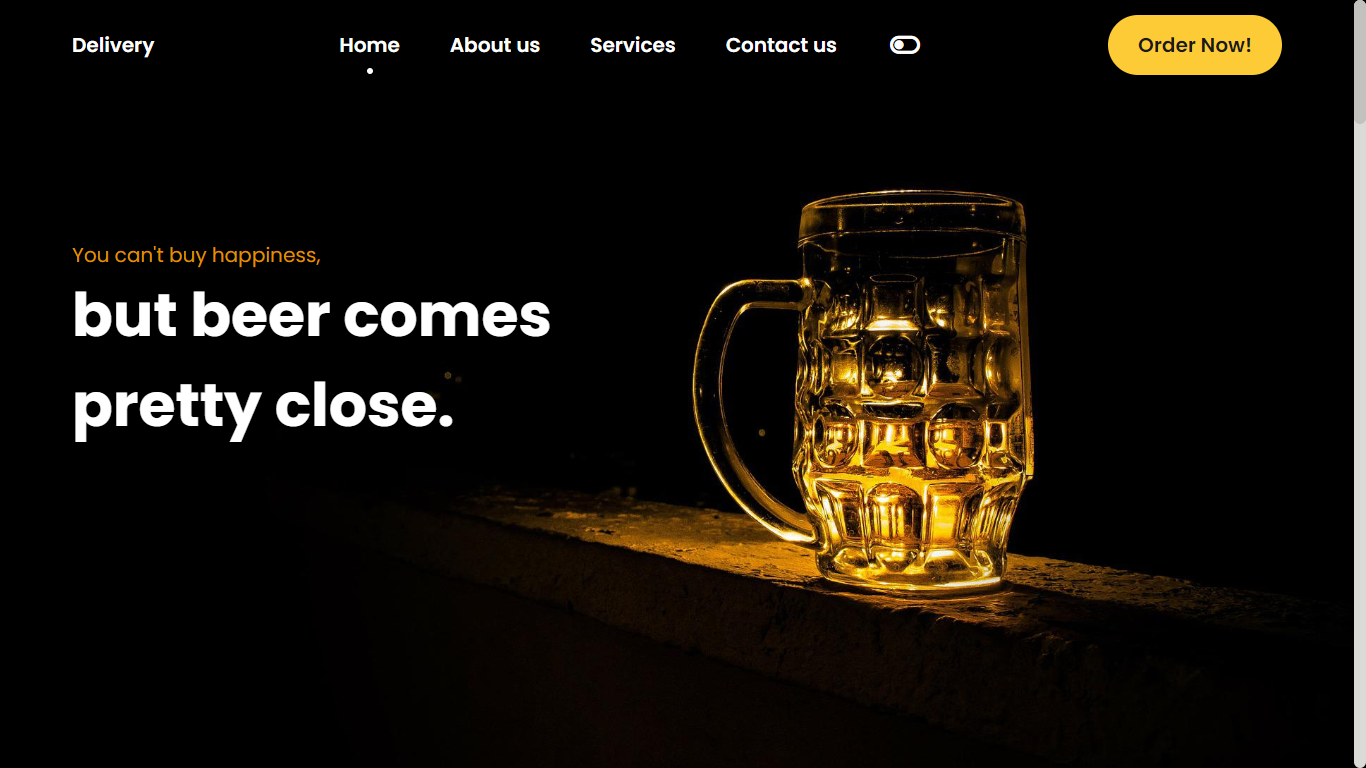 Delivery
Home
About us
Services
Contact us
Order Now!
You can't buy happiness,
but beer comes
pretty close.